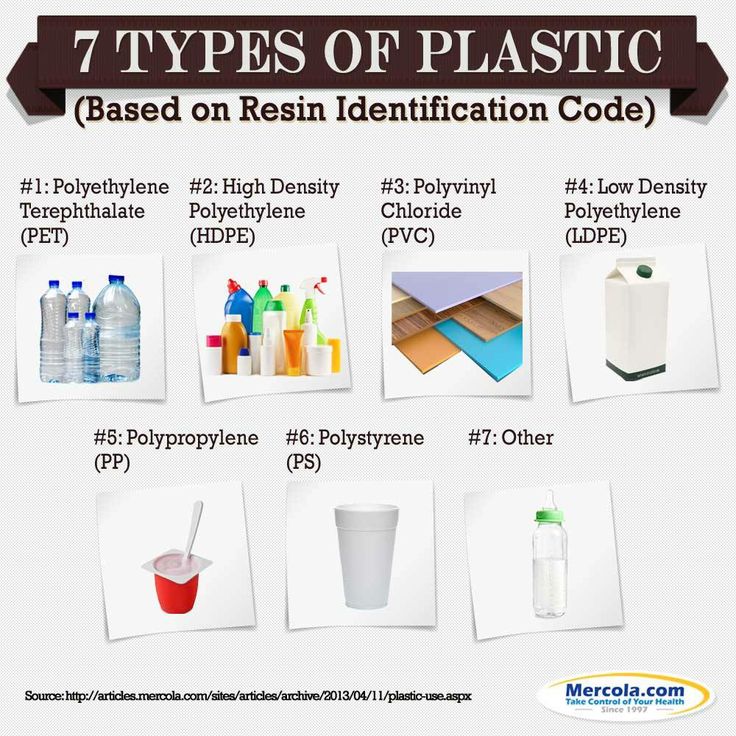 7 TYPES OF PLASTIC
(Based on Resin Identification Code)
#1: Polyethylene
Terephthalate
(PET)
#2: High Density
Polyethylene
(HDPE)
#3: Polyvinyl
Chloride
(PVC)
#4: Low Density
Polyethylene
(LDPE)
#5: Polypropylene
(PP)
#6: Polystyrene
(PS)
#7: Other
Source: http://articles.mercola.com/sites/articles/archive/2013/04/11/plastic-use.aspx
Mercola.com
Take Control of Your Health
Since 1997